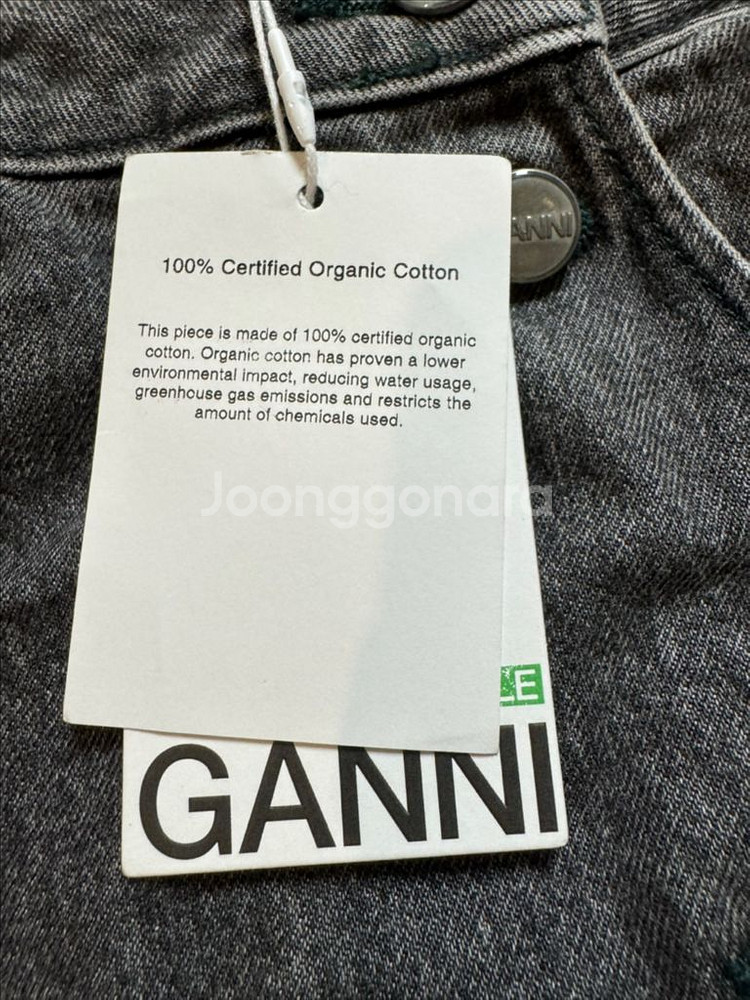 100% Certified Organic Cotton
This piece is made of 100% certified organic
cotton. Organic cotton has proven a lower
environmental impact, reducing water usage,
greenhouse gas emissions and restricts the
amount of chemicals used.
Joonggonara
GANNI